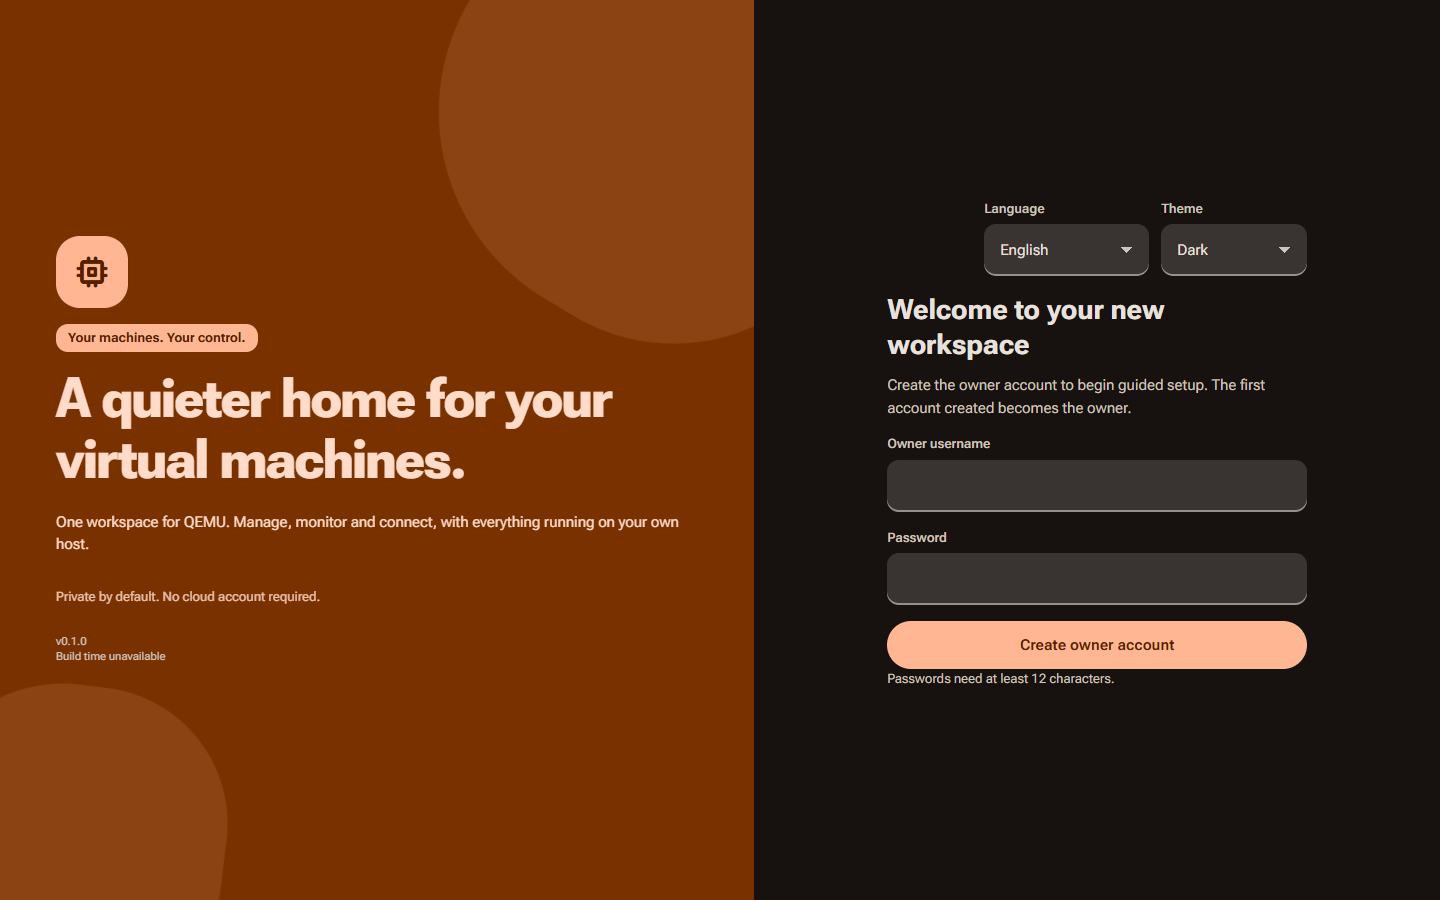 Your machines. Your control.
A quieter home for your
virtual machines.
One workspace for QEMU. Manage, monitor and connect, with everything running on your own
host.
Private by default. No cloud account required.
v0.1.0
Build time unavailable
Language
Theme
English
Dark
Welcome to your new
workspace
Create the owner account to begin guided setup. The first
account created becomes the owner.
Owner username
Password
Create owner account
Passwords need at least 12 characters.